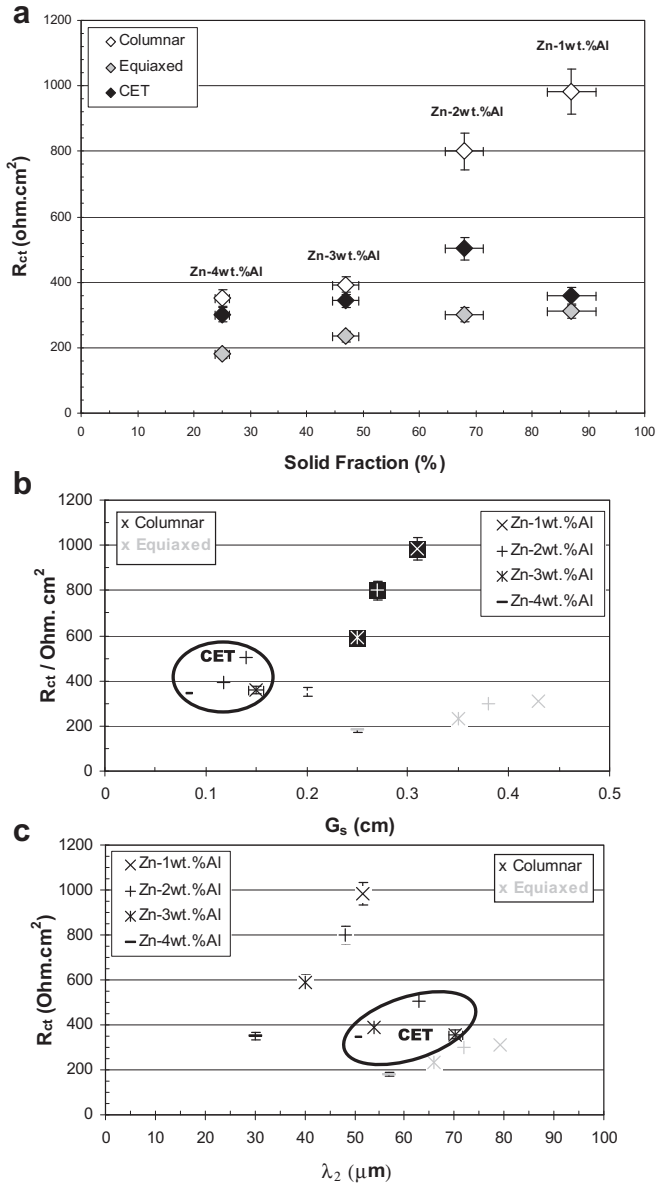 a
1200
1000
800
600
400
200
0
Columnar
Equiaxed
CET
Zn-1wt.%Al
Zn-2wt.%Al
Zn-3wt.%Al
Zn-4wt.%Al
Rct (ohm.cm²)
0 10 20 30 40 50 60 70 80 90 100
Solid Fraction (%)
b
1200
1000
800
600
400
200
0
x Columnar
x Equiaxed
Zn-1wt.%Al
Zn-2wt.%Al
Zn-3wt.%Al
Zn-4wt.%Al
CET
Rct / Ohm. cm²
0 0.1 0.2 0.3 0.4 0.5
Gs (cm)
c
1200
1000
800
600
400
200
0
Zn-1wt.%Al
Zn-2wt.%Al
Zn-3wt.%Al
Zn-4wt.%Al
x Columnar
x Equiaxed
CET
Rct (Ohm.cm²)
0 10 20 30 40 50 60 70 80 90 100
λ2 (μm)